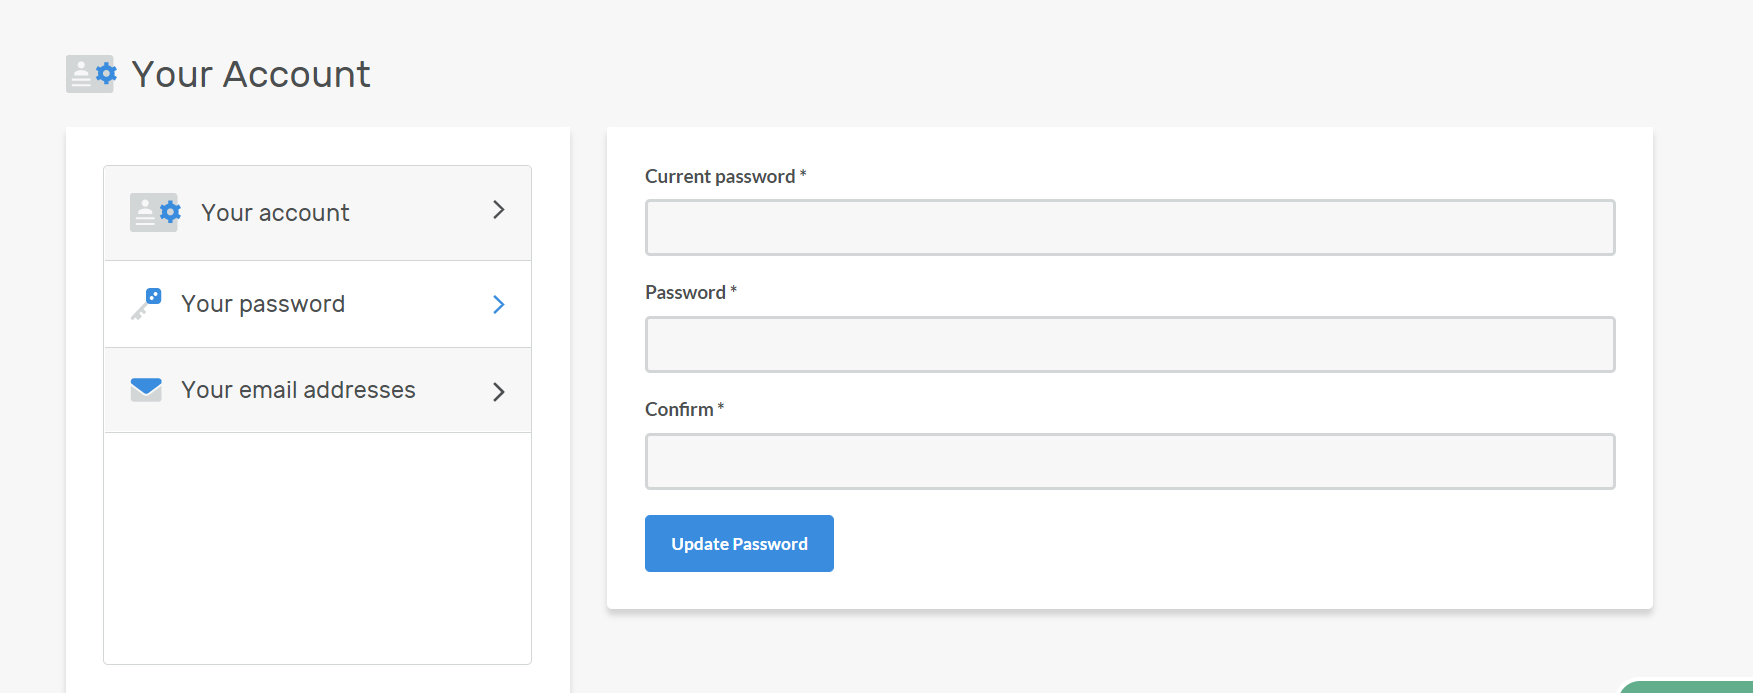 Your Account
Your account
Your password
Your email addresses
Current password *
Password *
Confirm *
Update Password